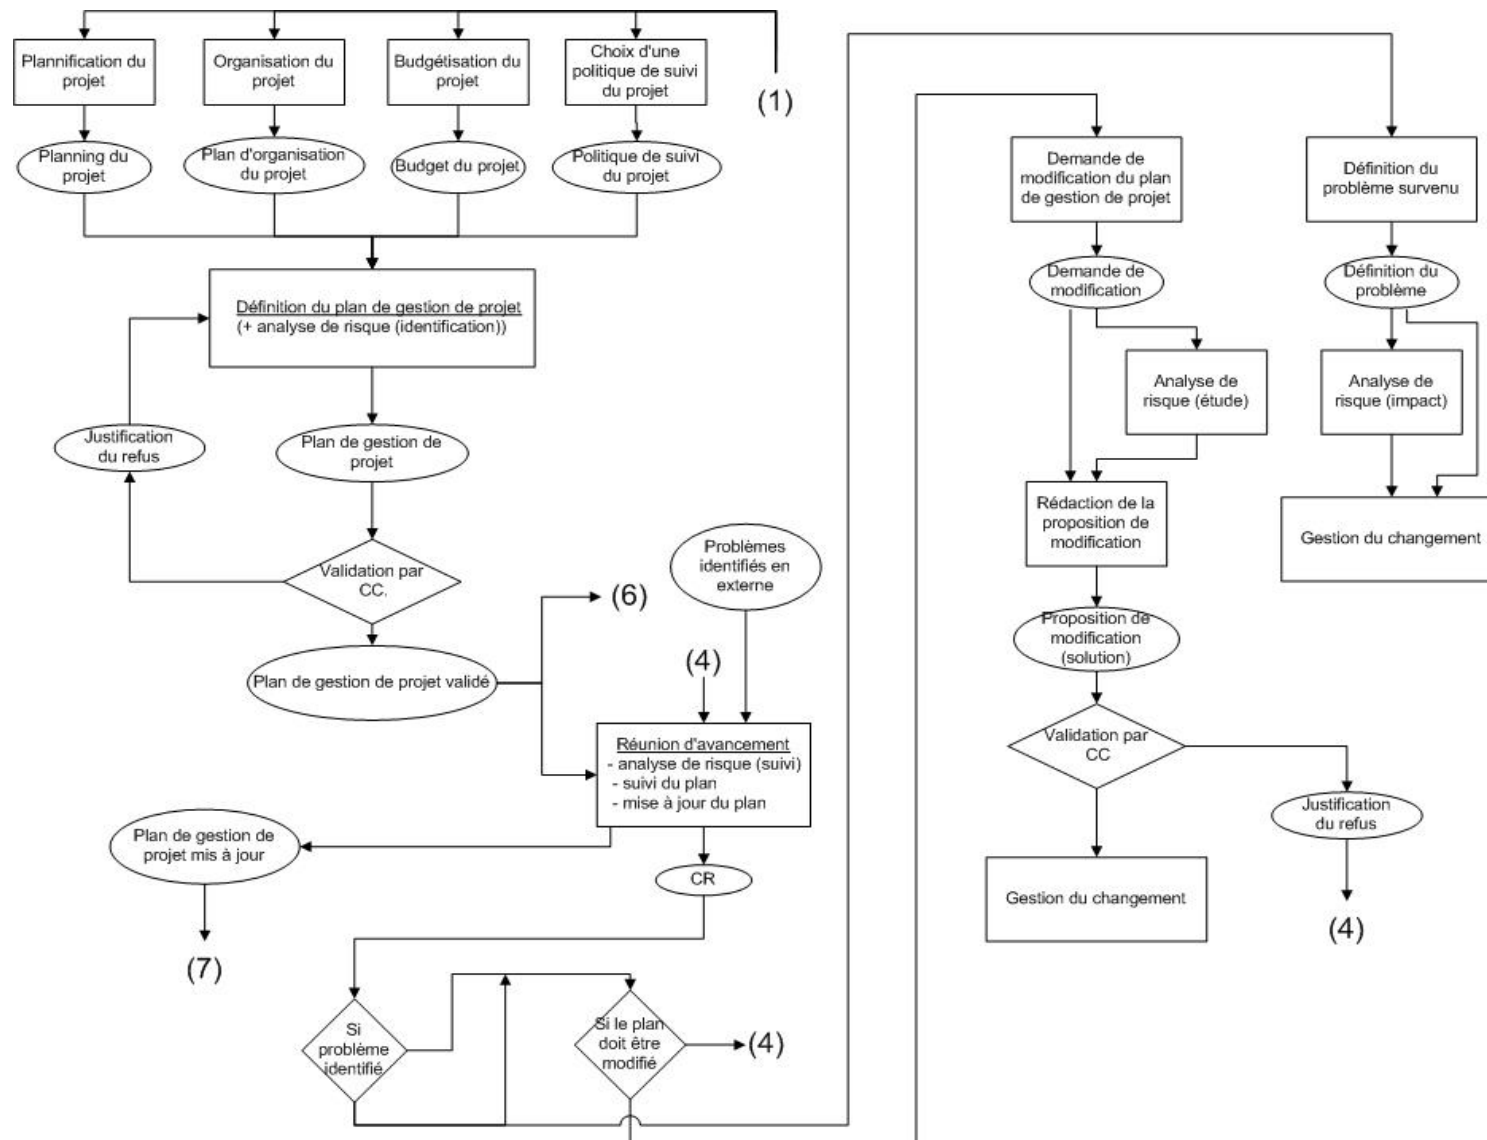 Plannification du
projet
Organisation du
projet
Budgétisation du
projet
Choix d'une
politique de suivi
du projet
(1)
Planning du
projet
Plan d'organisation
du projet
Budget du projet
Politique de suivi
du projet
Définition du plan de gestion de projet
(+ analyse de risque (identification))
Justification
du refus
Plan de gestion de
projet
Validation par
CC.
Plan de gestion de projet validé
(6)
Problèmes
identifiés en
externe
(4)
Réunion d'avancement
- analyse de risque (suivi)
- suivi du plan
- mise à jour du plan
Plan de gestion de
projet mis à jour
(7)
CR
Si
problème
identifié
Si le plan
doit être
modifié
(4)
Demande de
modification du plan
de gestion de projet
Demande de
modification
Analyse de
risque (étude)
Rédaction de la
proposition de
modification
Proposition de
modification
(solution)
Validation par
CC
Gestion du changement
Justification
du refus
(4)
Définition du
problème survenu
Définition du
problème
Analyse de
risque (impact)
Gestion du changement